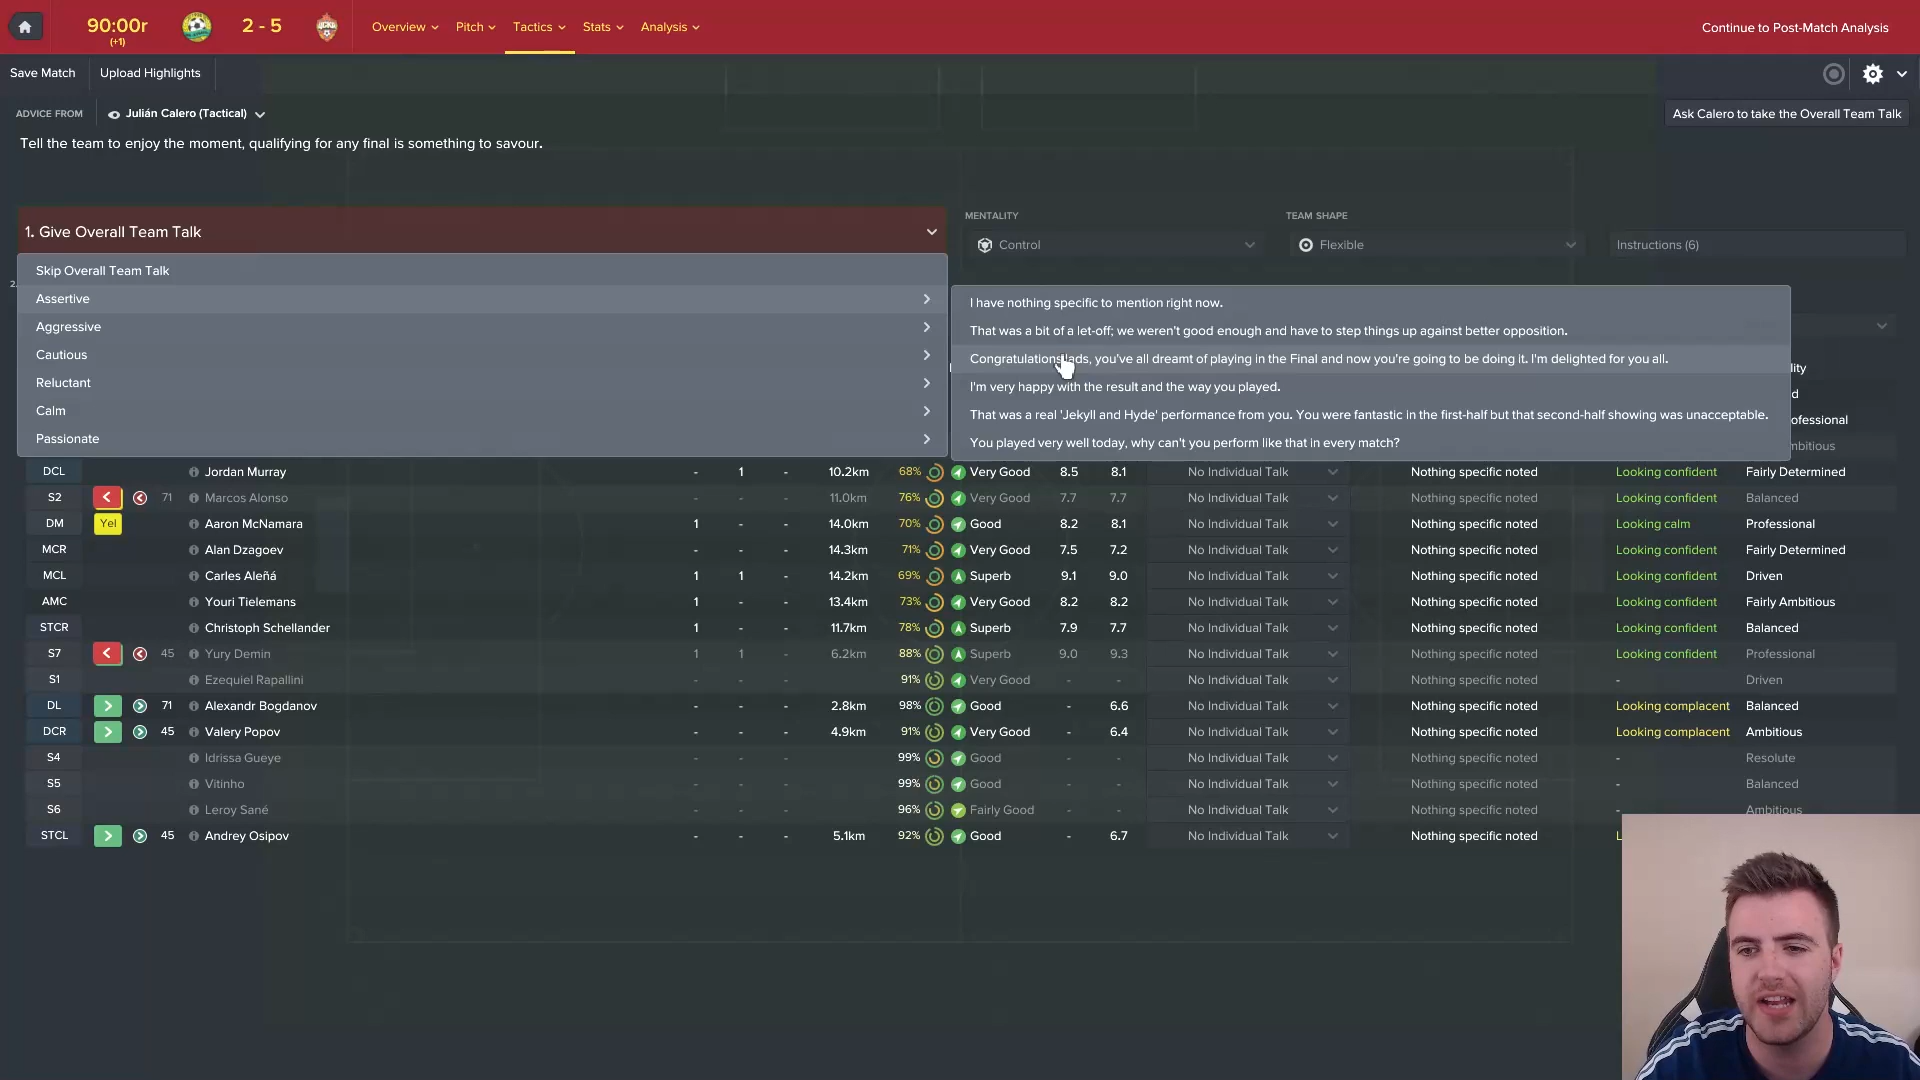 90:00r
(+1)
2 - 5
Overview
Pitch
Tactics
Stats
Analysis
Continue to Post-Match Analysis
Save Match
Upload Highlights
ADVICE FROM
Julián Calero (Tactical)
Ask Calero to take the Overall Team Talk
Tell the team to enjoy the moment, qualifying for any final is something to savour.
1. Give Overall Team Talk
MENTALITY
Control
TEAM SHAPE
Flexible
Instructions (6)
2.
Skip Overall Team Talk
Assertive
Aggressive
Cautious
Reluctant
Calm
Passionate
I have nothing specific to mention right now.
That was a bit of a let-off; we weren't good enough and have to step things up against better opposition.
Congratulations lads, you've all dreamt of playing in the Final and now you're going to be doing it. I'm delighted for you all.
I'm very happy with the result and the way you played.
That was a real 'Jekyll and Hyde' performance from you. You were fantastic in the first-half but that second-half showing was unacceptable.
You played very well today, why can't you perform like that in every match?
DCL Jordan Murray - 1 - 10.2km 68% Very Good 8.5 8.1 No Individual Talk Nothing specific noted Looking confident Fairly Determined
S2 71 Marcos Alonso - - - 11.0km 76% Very Good 7.7 7.7 No Individual Talk Nothing specific noted Looking confident Balanced
DM Yel Aaron McNamara 1 - - 14.0km 70% Good 8.2 8.1 No Individual Talk Nothing specific noted Looking calm Professional
MCR Alan Dzagoev - - - 14.3km 71% Very Good 7.5 7.2 No Individual Talk Nothing specific noted Looking confident Fairly Determined
MCL Carles Aleñá 1 1 - 14.2km 69% Superb 9.1 9.0 No Individual Talk Nothing specific noted Looking confident Driven
AMC Youri Tielemans 1 - - 13.4km 73% Very Good 8.2 8.2 No Individual Talk Nothing specific noted Looking confident Fairly Ambitious
STCR Christoph Schellander 1 - - 11.7km 78% Superb 7.9 7.7 No Individual Talk Nothing specific noted Looking confident Balanced
S7 45 Yury Demin 1 1 - 6.2km 88% Superb 9.0 9.3 No Individual Talk Nothing specific noted Looking confident Professional
S1 Ezequiel Rapallini - - - 91% Very Good - - No Individual Talk Nothing specific noted - Driven
DL 71 Alexandr Bogdanov - - - 2.8km 98% Good - 6.6 No Individual Talk Nothing specific noted Looking complacent Balanced
DCR 45 Valery Popov - - - 4.9km 91% Very Good - 6.4 No Individual Talk Nothing specific noted Looking complacent Ambitious
S4 Idrissa Gueye - - - 99% Good - - No Individual Talk Nothing specific noted - Resolute
S5 Vitinho - - - 99% Good - - No Individual Talk Nothing specific noted - Balanced
S6 Leroy Sané - - - 96% Fairly Good - - No Individual Talk Nothing specific noted - Ambitious
STCL 45 Andrey Osipov - - - 5.1km 92% Good - 6.7 No Individual Talk Nothing specific noted